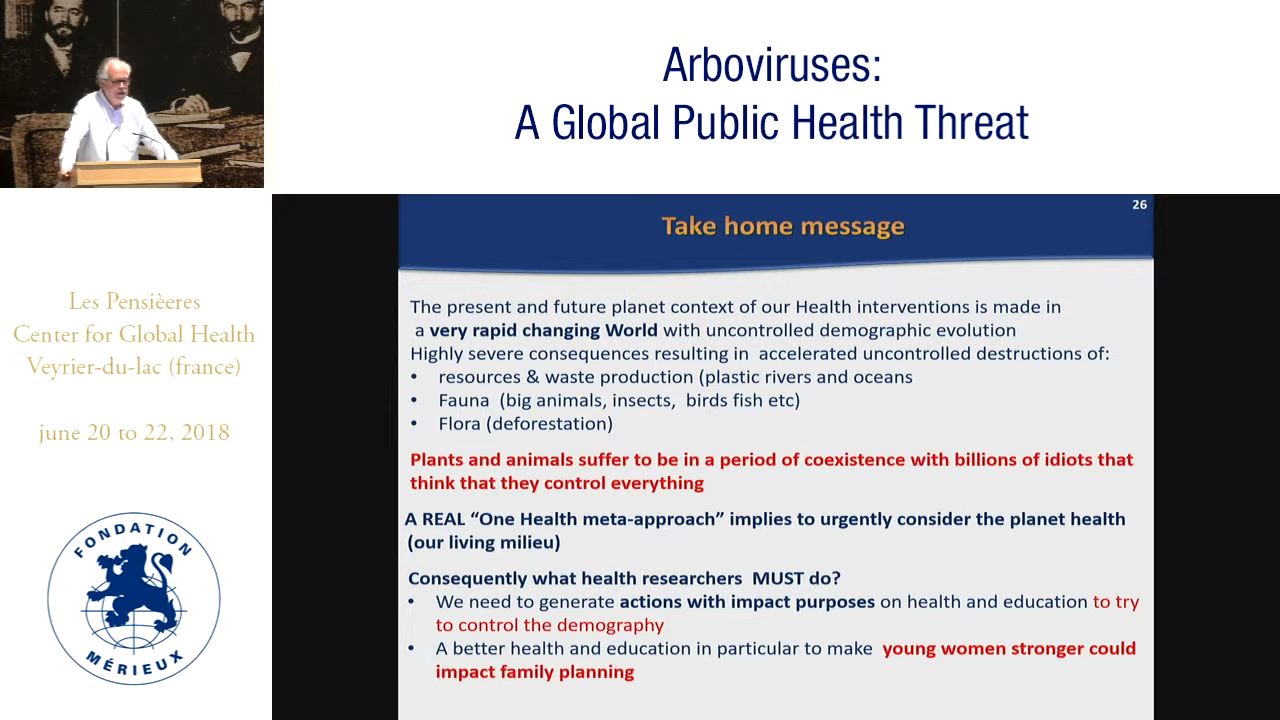 Arboviruses:
A Global Public Health Threat
26
Take home message
The present and future planet context of our Health interventions is made in
a very rapid changing World with uncontrolled demographic evolution
Highly severe consequences resulting in accelerated uncontrolled destructions of:
• resources & waste production (plastic rivers and oceans
• Fauna (big animals, insects, birds fish etc)
• Flora (deforestation)
Plants and animals suffer to be in a period of coexistence with billions of idiots that
think that they control everything
A REAL “One Health meta-approach” implies to urgently consider the planet health
(our living milieu)
Consequently what health researchers MUST do?
• We need to generate actions with impact purposes on health and education to try
to control the demography
• A better health and education in particular to make young women stronger could
impact family planning
Les Pensièeres
Center for Global Health
Veyrier-du-lac (france)
june 20 to 22, 2018
FONDATION
MÉRIEUX